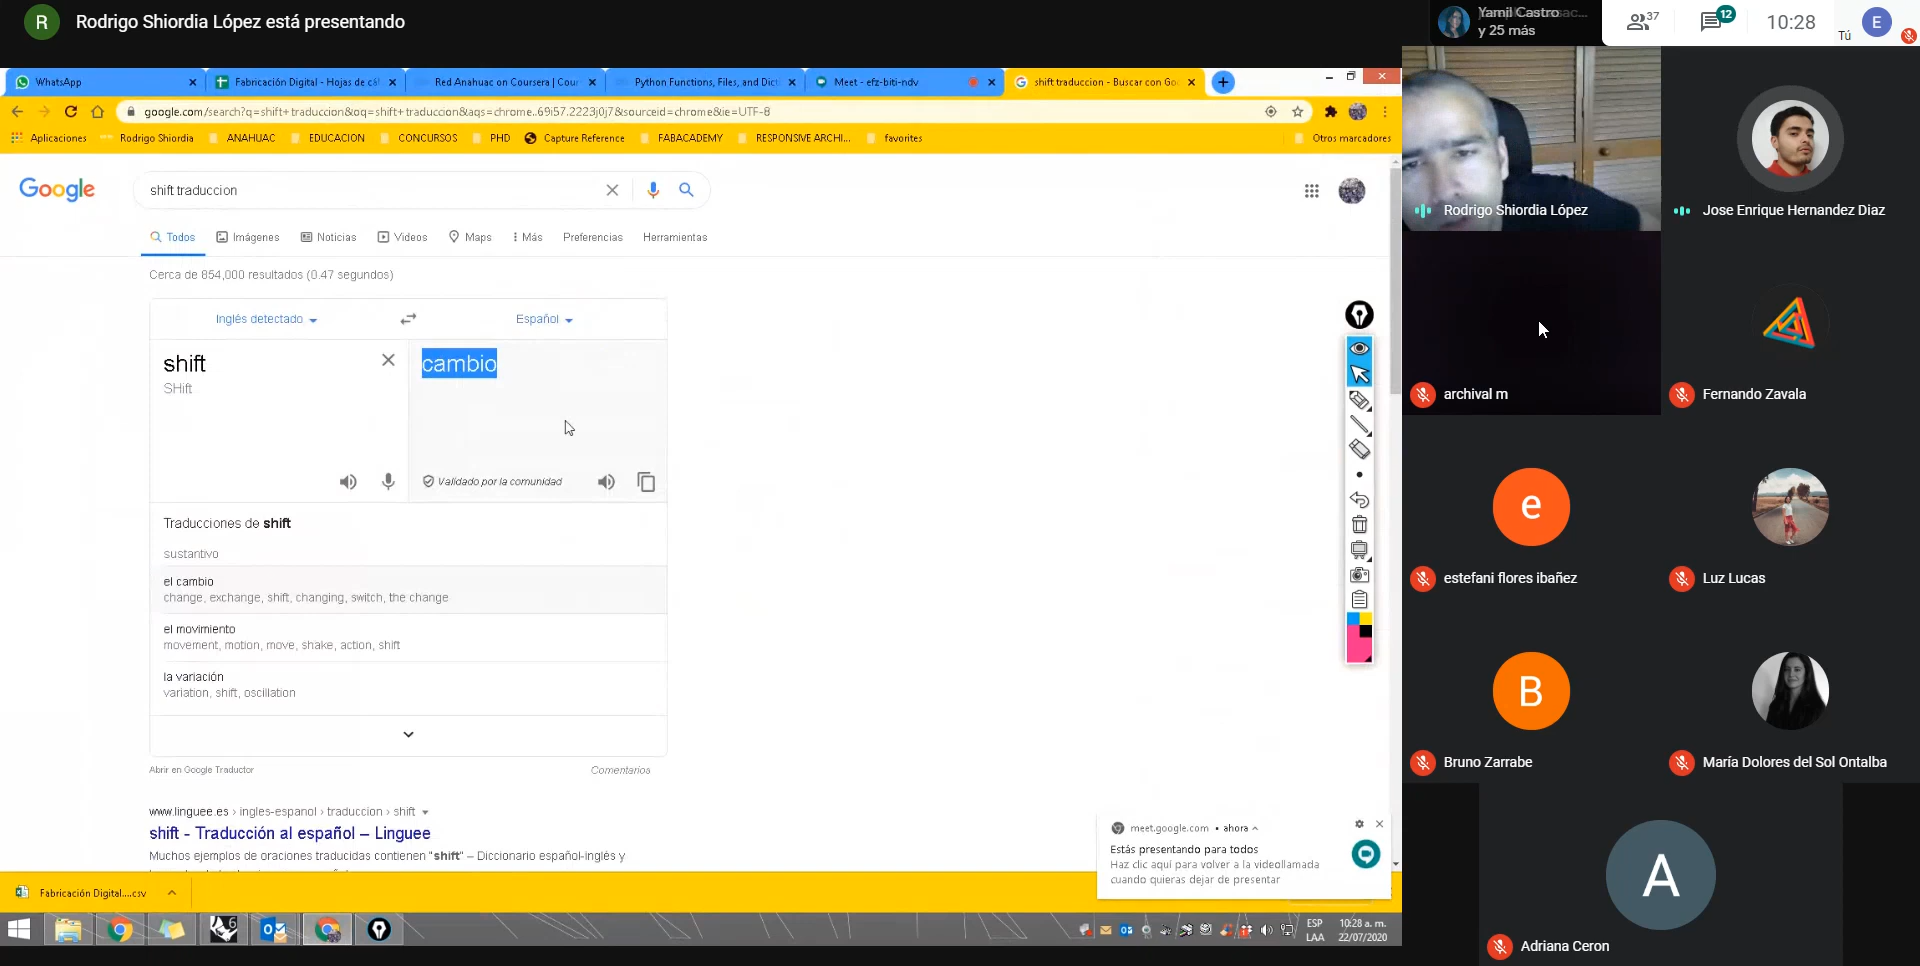 R
Rodrigo Shiordia López está presentando
Yamil Castro
y 25 más
37
12
10:28
Tú
E
WhatsApp
Fabricación Digital - Hojas de cál
Red Anahuac on Coursera | Cour
Python Functions, Files, and Dict
Meet - efz-biti-ndv
shift traduccion - Buscar con Go
google.com/search?q=shift+traduccion&oq=shift+traduccion&aqs=chrome..69i57.2223j0j7&sourceid=chrome&ie=UTF-8
Aplicaciones
Rodrigo Shiordia
ANAHUAC
EDUCACION
CONCURSOS
PHD
Capture Reference
FABACADEMY
RESPONSIVE ARCHI...
favorites
Otros marcadores
Google
shift traduccion
Todos
Imágenes
Noticias
Videos
Maps
Más
Preferencias
Herramientas
Cerca de 854,000 resultados (0.47 segundos)
Inglés detectado
Español
shift
SHift
cambio
Validado por la comunidad
Traducciones de shift
sustantivo
el cambio
change, exchange, shift, changing, switch, the change
el movimiento
movement, motion, move, shake, action, shift
la variación
variation, shift, oscillation
Abrir en Google Traductor
Comentarios
www.linguee.es › ingles-espanol › traduccion › shift
shift - Traducción al español – Linguee
Muchos ejemplos de oraciones traducidas contienen "shift" – Diccionario español-inglés y
meet.google.com • ahora
Estás presentando para todos
Haz clic aquí para volver a la videollamada
cuando quieras dejar de presentar
Fabricación Digital....csv
6
ESP
LAA
10:28 a. m.
22/07/2020
Rodrigo Shiordia López
Jose Enrique Hernandez Diaz
archival m
Fernando Zavala
e
estefani flores ibañez
Luz Lucas
B
Bruno Zarrabe
María Dolores del Sol Ontalba
A
Adriana Ceron